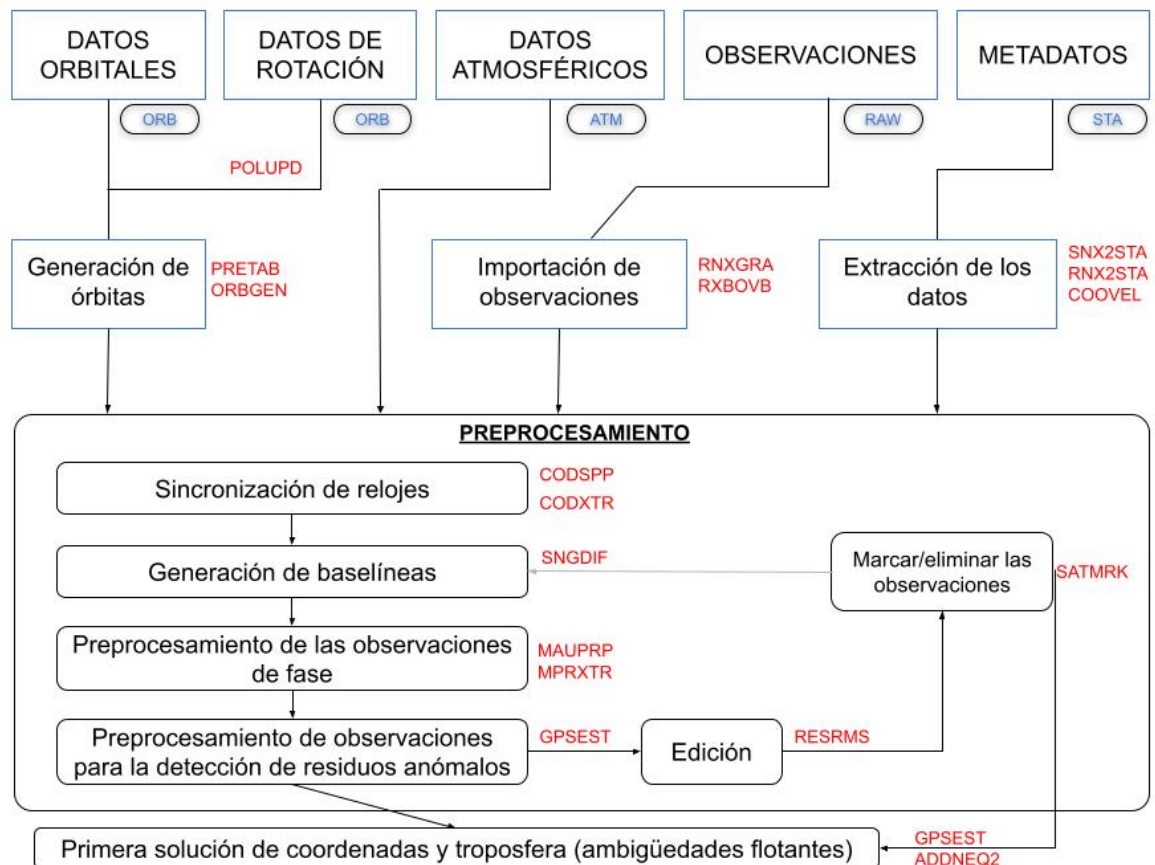 DATOS
ORBITALES
DATOS DE
ROTACIÓN
DATOS
ATMOSFÉRICOS
OBSERVACIONES
METADATOS
ORB
ORB
ATM
RAW
STA
POLUPD
Generación de
órbitas
PRETAB
ORBGEN
Importación de
observaciones
RNXGRA
RXBOVB
Extracción de los
datos
SNX2STA
RNX2STA
COOVEL
PREPROCESAMIENTO
Sincronización de relojes
CODSPP
CODXTR
Generación de baselíneas
SNGDIF
Marcar/eliminar las
observaciones
SATMRK
Preprocesamiento de las observaciones
de fase
MAUPRP
MPRXTR
Preprocesamiento de observaciones
para la detección de residuos anómalos
GPSEST
Edición
RESRMS
Primera solución de coordenadas y troposfera (ambigüedades flotantes)
GPSEST
ADDNEQ2